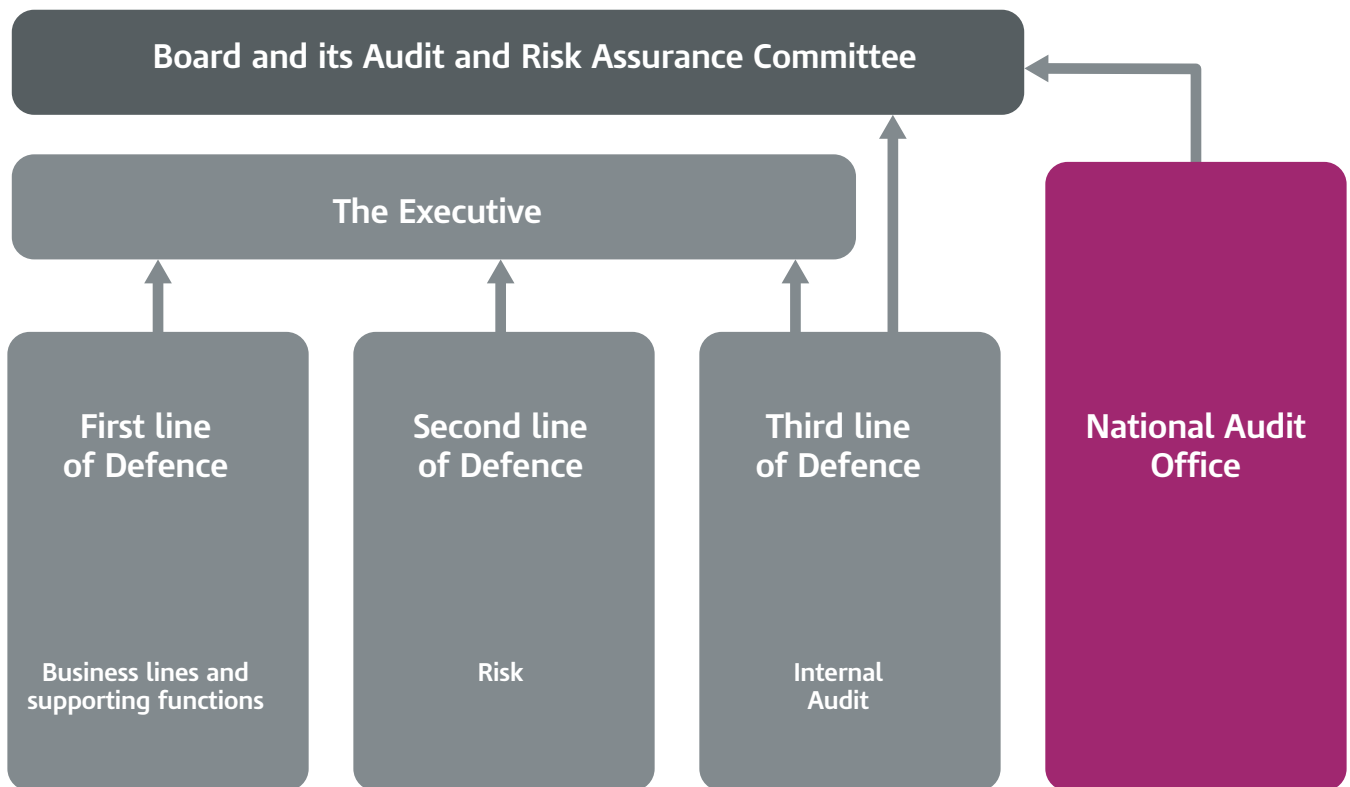 Board and its Audit and Risk Assurance Committee
The Executive
First line
of Defence
Business lines and
supporting functions
Second line
of Defence
Risk
Third line
of Defence
Internal
Audit
National Audit
Office